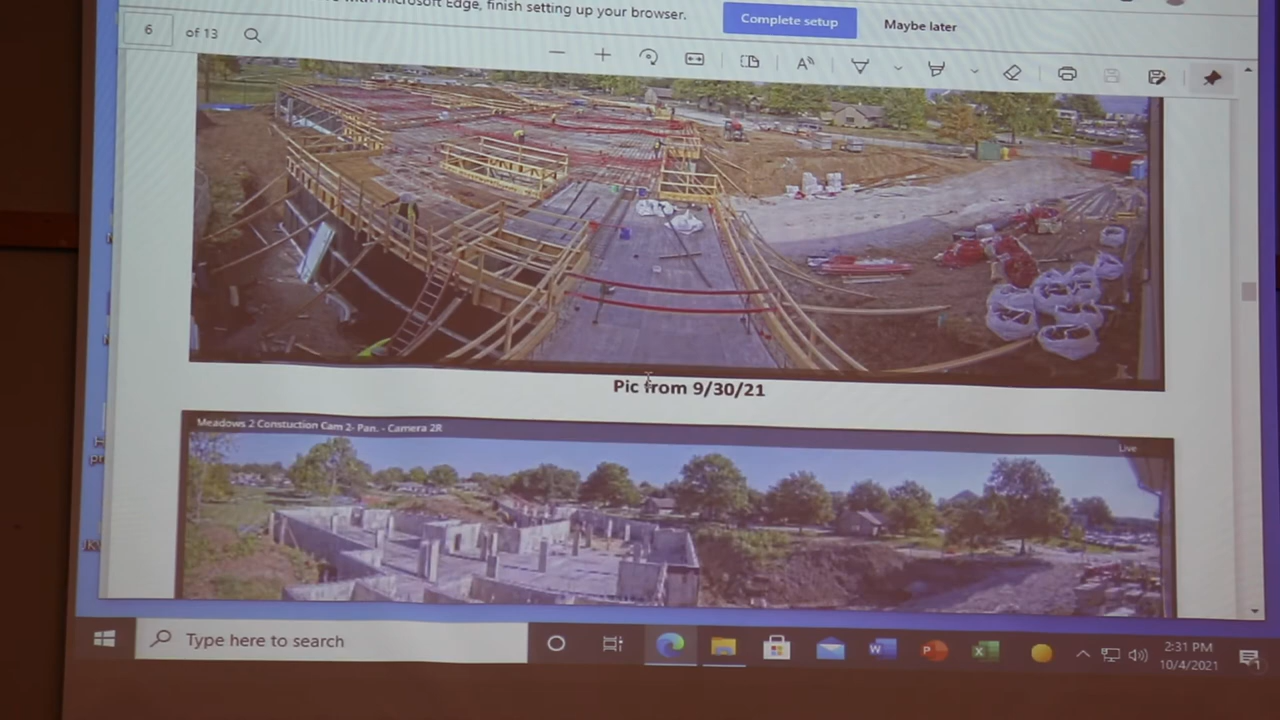 with Microsoft Edge, finish setting up your browser.
Complete setup
Maybe later
6 of 13
Pic from 9/30/21
Meadows 2 Constuction Cam 2- Pan. - Camera 2R
Live
Type here to search
2:31 PM
10/4/2021